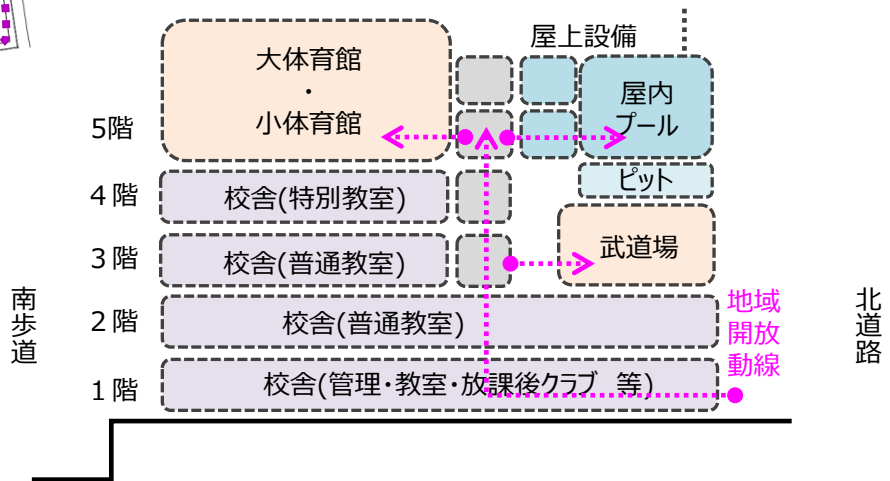 屋上設備
大体育館
・
小体育館
屋内
プール
5階
ピット
4階
校舎(特別教室)
武道場
3階
校舎(普通教室)
南歩道
北道路
2階
校舎(普通教室)
地域
開放
動線
1階
校舎(管理・教室・放課後クラブ 等)